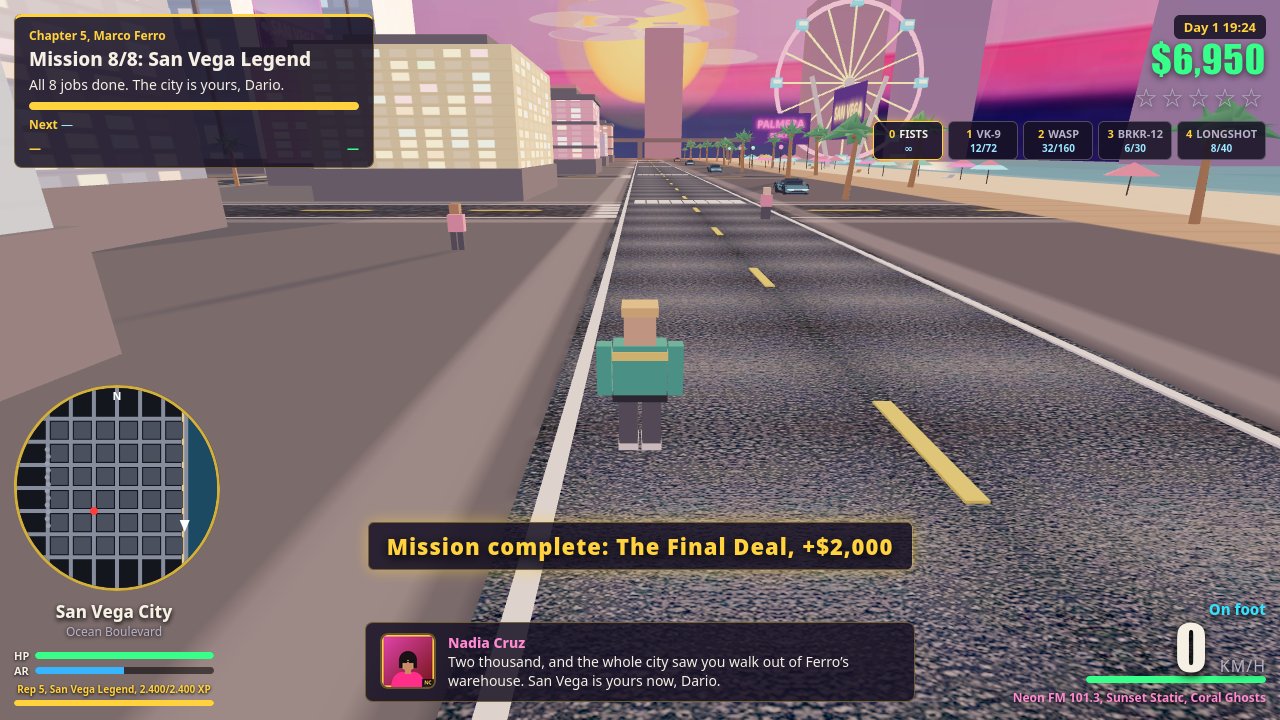 Chapter 5, Marco Ferro
Mission 8/8: San Vega Legend
All 8 jobs done. The city is yours, Dario.
Next —
— —
Day 1 19:24
$6,950
0 FISTS
∞
1 VK-9
12/72
2 WASP
32/160
3 BRKR-12
6/30
4 LONGSHOT
8/40
SAN VEGA
N
Mission complete: The Final Deal, +$2,000
San Vega City
Ocean Boulevard
HP
AR
Rep 5, San Vega Legend, 2.400/2.400 XP
Nadia Cruz
Two thousand, and the whole city saw you walk out of Ferro's
warehouse. San Vega is yours now, Dario.
NC
On foot
0 KM/H
Neon FM 101.3, Sunset Static, Coral Ghosts